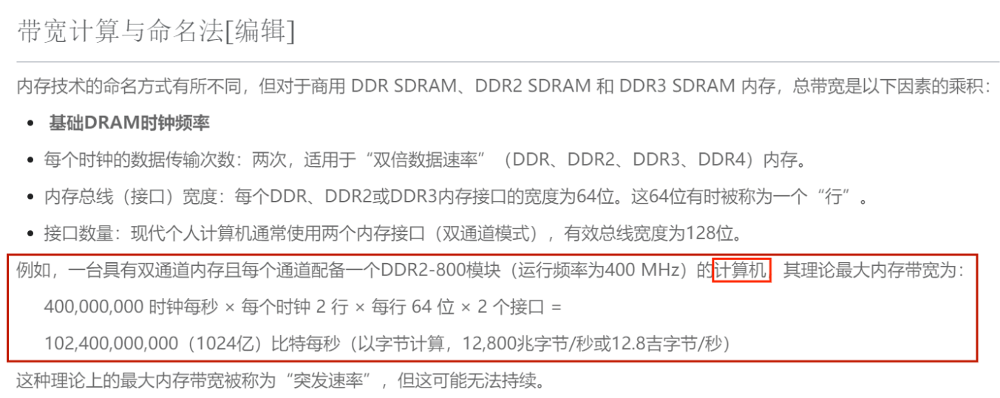 带宽计算与命名法[编辑]
内存技术的命名方式有所不同，但对于商用 DDR SDRAM、DDR2 SDRAM 和 DDR3 SDRAM 内存，总带宽是以下因素的乘积：
• 基础DRAM时钟频率
• 每个时钟的数据传输次数：两次，适用于“双倍数据速率”（DDR、DDR2、DDR3、DDR4）内存。
• 内存总线（接口）宽度：每个DDR、DDR2或DDR3内存接口的宽度为64位。这64位有时被称为一个“行”。
• 接口数量：现代个人计算机通常使用两个内存接口（双通道模式），有效总线宽度为128位。
例如，一台具有双通道内存且每个通道配备一个DDR2-800模块（运行频率为400 MHz）的计算机，其理论最大内存带宽为：
400,000,000 时钟每秒 × 每个时钟 2 行 × 每行 64 位 × 2 个接口 =
102,400,000,000（1024亿）比特每秒（以字节计算，12,800兆字节/秒或12.8吉字节/秒）
这种理论上的最大内存带宽被称为“突发速率”，但这可能无法持续。